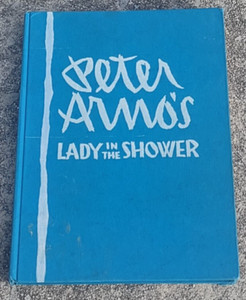 Peter
Arno's
LADY IN THE SHOWER